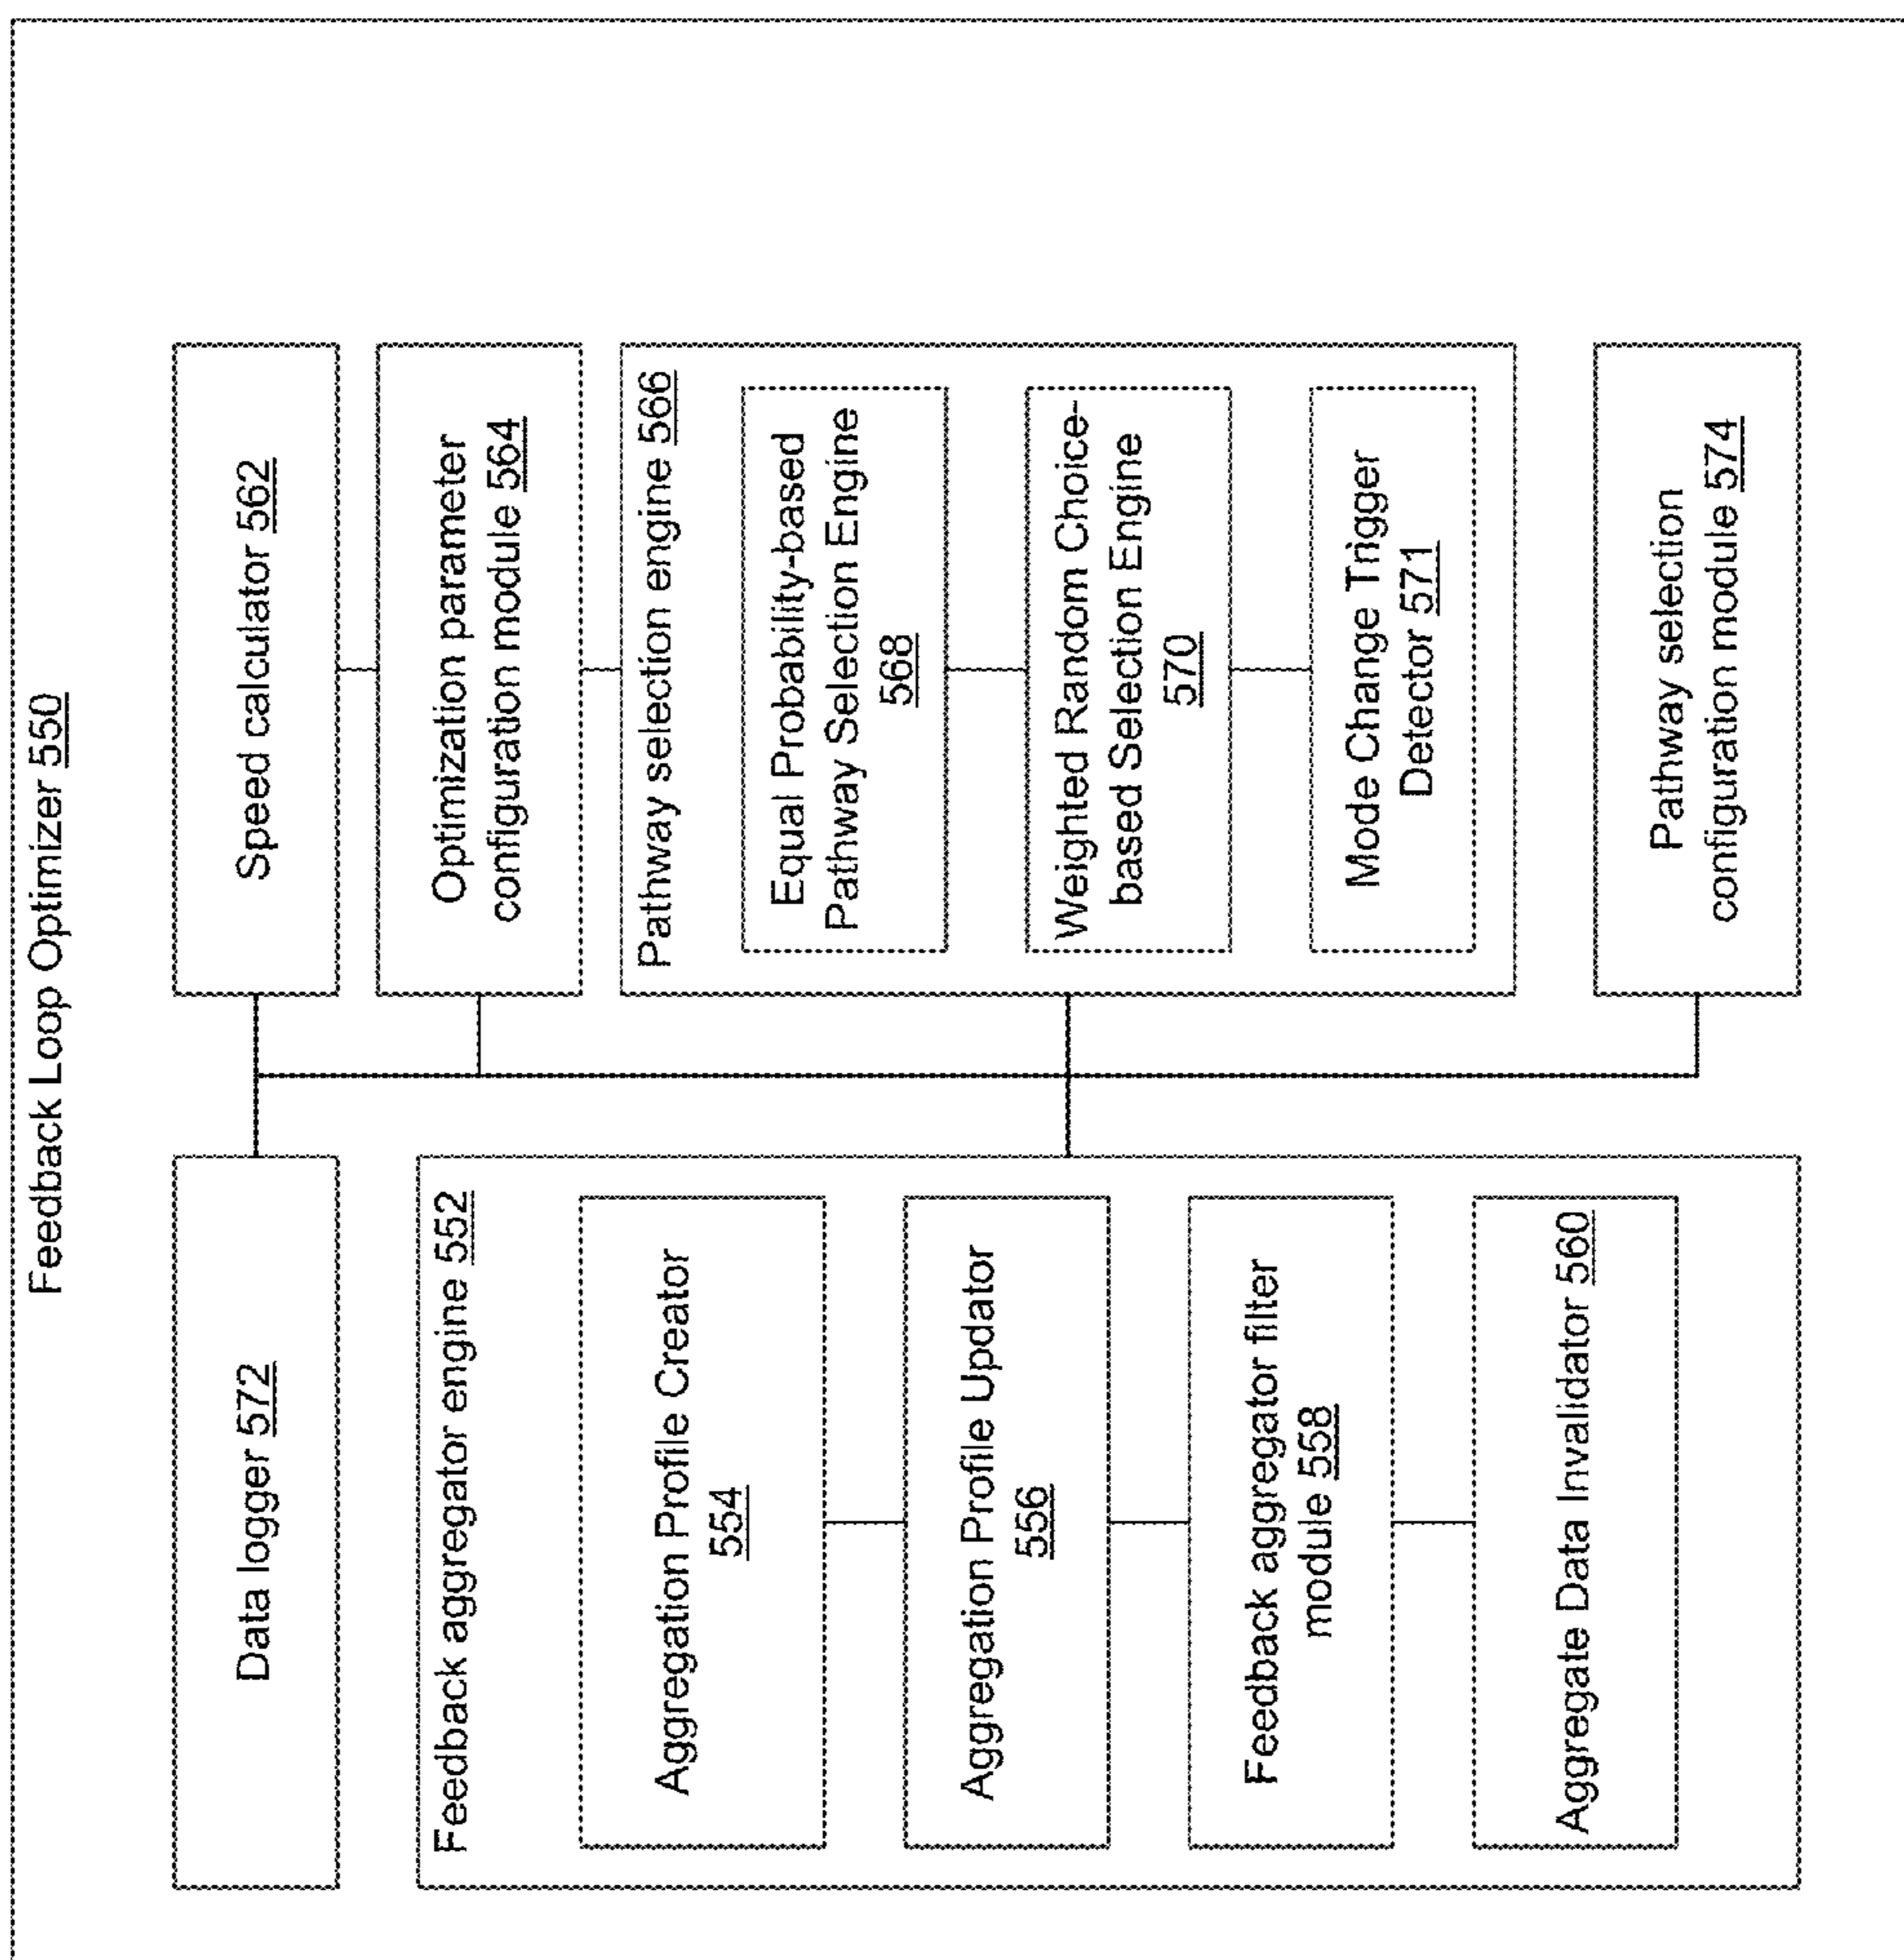 Feedback Loop Optimizer 550
Data logger 572
Feedback aggregator engine 552
Aggregation Profile Creator
554
Aggregation Profile Updator
556
Feedback aggregator filter
module 558
Aggregate Data Invalidator 560
Speed calculator 562
Optimization parameter
configuration module 564
Pathway selection engine 566
Equal Probability-based
Pathway Selection Engine
568
Weighted Random Choice-
based Selection Engine
570
Mode Change Trigger
Detector 571
Pathway selection
configuration module 574